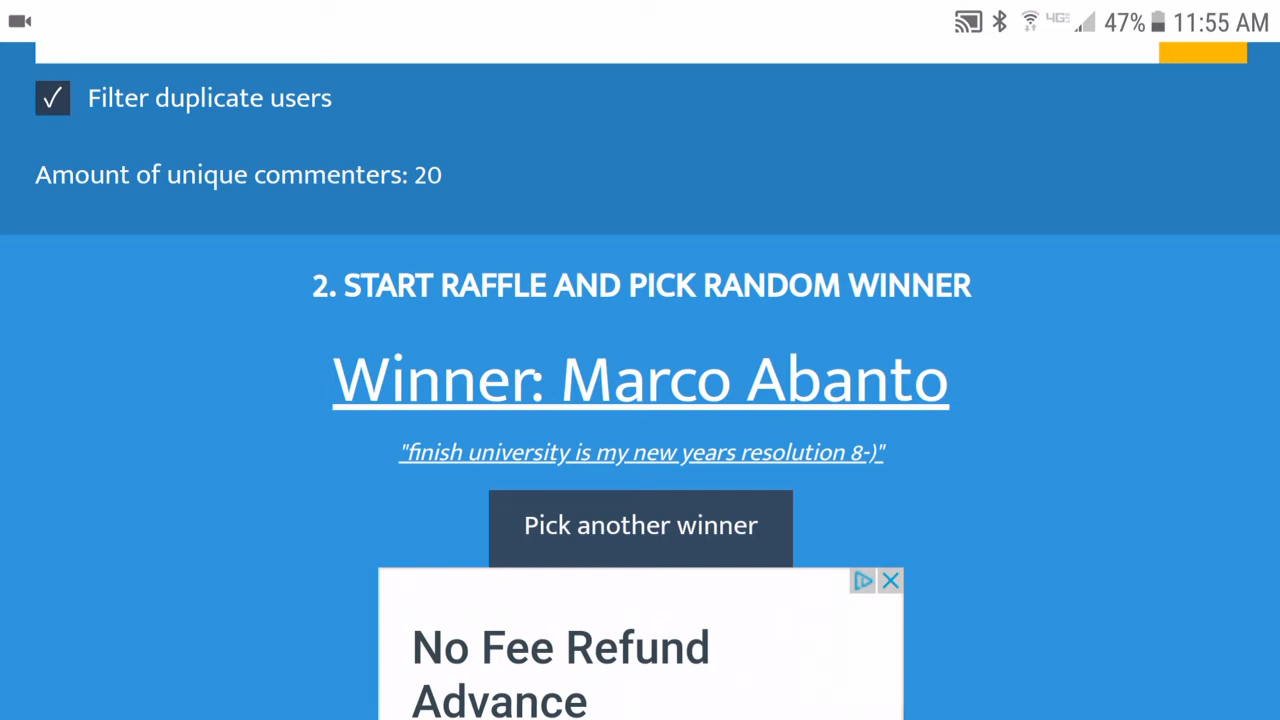 4GE 47% 11:55 AM
✓ Filter duplicate users
Amount of unique commenters: 20
2. START RAFFLE AND PICK RANDOM WINNER
Winner: Marco Abanto
"finish university is my new years resolution 8-)"
Pick another winner
No Fee Refund
Advance